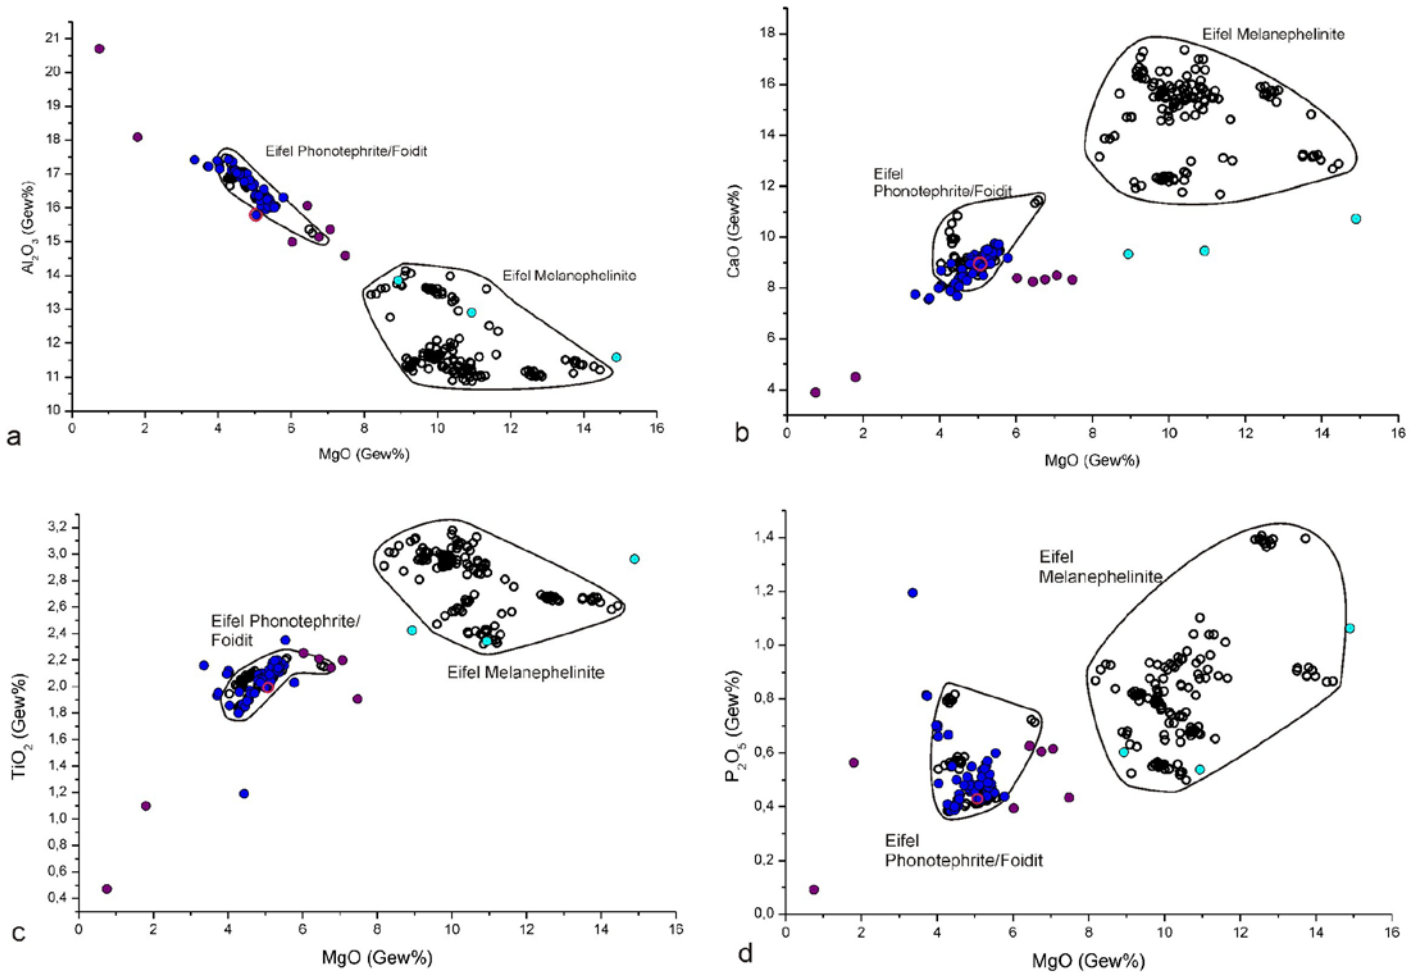 21
20
19
18
17
16
15
14
13
12
11
10
Al₂O₃ (Gew%)
Eifel Phonotephrite/Foidit
Eifel Melanephelinite
0 2 4 6 8 10 12 14 16
MgO (Gew%)
a
18
16
14
12
10
8
6
4
CaO (Gew%)
Eifel Melanephelinite
Eifel
Phonotephrite/Foidit
0 2 4 6 8 10 12 14 16
MgO (Gew%)
b
3,2
3,0
2,8
2,6
2,4
2,2
2,0
1,8
1,6
1,4
1,2
1,0
0,8
0,6
0,4
TiO₂ (Gew%)
Eifel Phonotephrite/
Foidit
Eifel Melanephelinite
0 2 4 6 8 10 12 14 16
MgO (Gew%)
c
1,4
1,2
1,0
0,8
0,6
0,4
0,2
0,0
P₂O₅ (Gew%)
Eifel
Melanephelinite
Eifel
Phonotephrite/Foidit
0 2 4 6 8 10 12 14 16
MgO (Gew%)
d